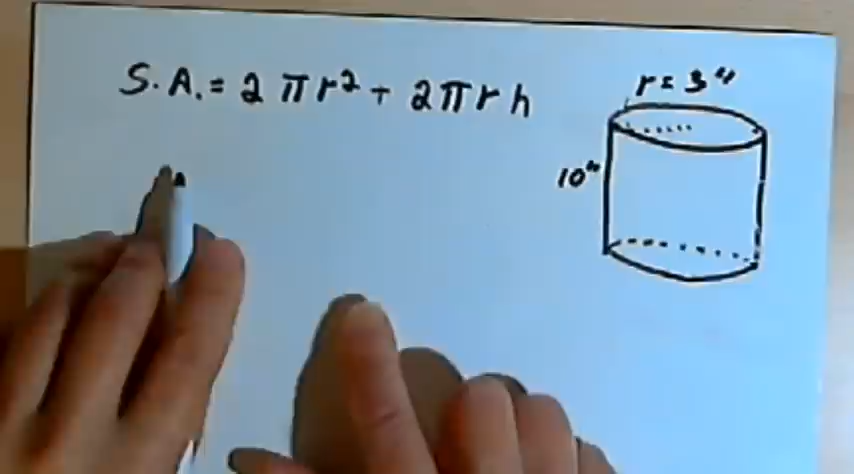 S.A. = 2πr² + 2πrh
r = 3"
10"